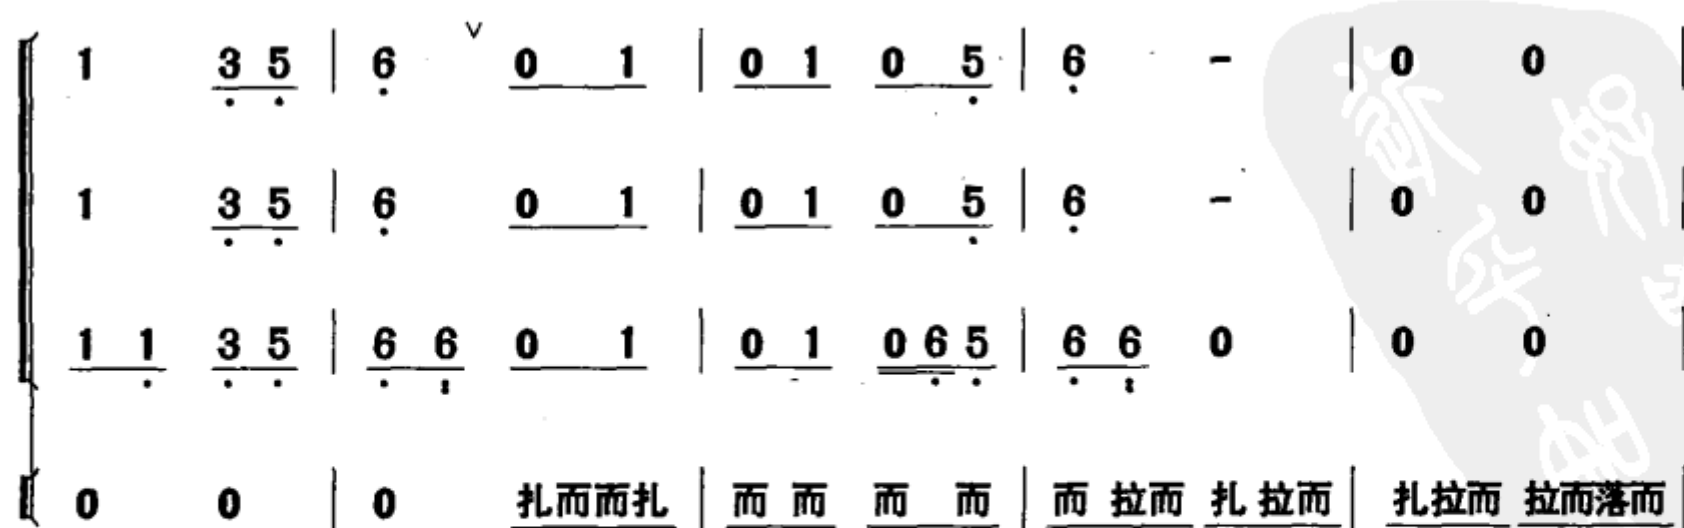 1 3̣ 5̣ | 6̣ ∨ 0 1 | 0 1 0 5̣ | 6̣ - | 0 0
1 3̣ 5̣ | 6̣ 0 1 | 0 1 0 5̣ | 6̣ - | 0 0
1 1̣ 3̣ 5̣ | 6̣ 6̣̣ 0 1 | 0 1 0 6̣ 5̣ | 6̣ 6̣̣ 0 | 0 0
0 0 | 0 扎而而扎 | 而 而 而 而 | 而 拉而 扎 拉而 | 扎拉而 拉而落而